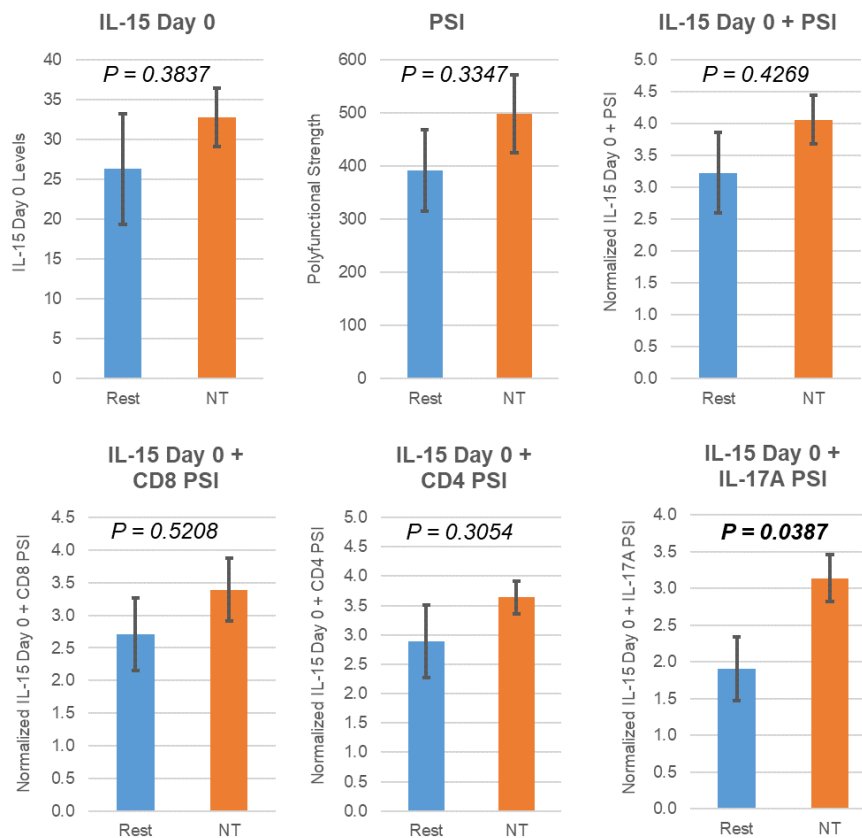 IL-15 Day 0
P = 0.3837
IL-15 Day 0 Levels
40
35
30
25
20
15
10
5
0
Rest NT
PSI
P = 0.3347
Polyfunctional Strength
600
500
400
300
200
100
0
Rest NT
IL-15 Day 0 + PSI
P = 0.4269
Normalized IL-15 Day 0 + PSI
5.0
4.5
4.0
3.5
3.0
2.5
2.0
1.5
1.0
0.5
0.0
Rest NT
IL-15 Day 0 +
CD8 PSI
P = 0.5208
Normalized IL-15 Day 0 + CD8 PSI
4.5
4.0
3.5
3.0
2.5
2.0
1.5
1.0
0.5
0.0
Rest NT
IL-15 Day 0 +
CD4 PSI
P = 0.3054
Normalized IL-15 Day 0 + CD4 PSI
5.0
4.5
4.0
3.5
3.0
2.5
2.0
1.5
1.0
0.5
0.0
Rest NT
IL-15 Day 0 +
IL-17A PSI
P = 0.0387
Normalized IL-15 Day 0 + IL-17A PSI
4.0
3.5
3.0
2.5
2.0
1.5
1.0
0.5
0.0
Rest NT